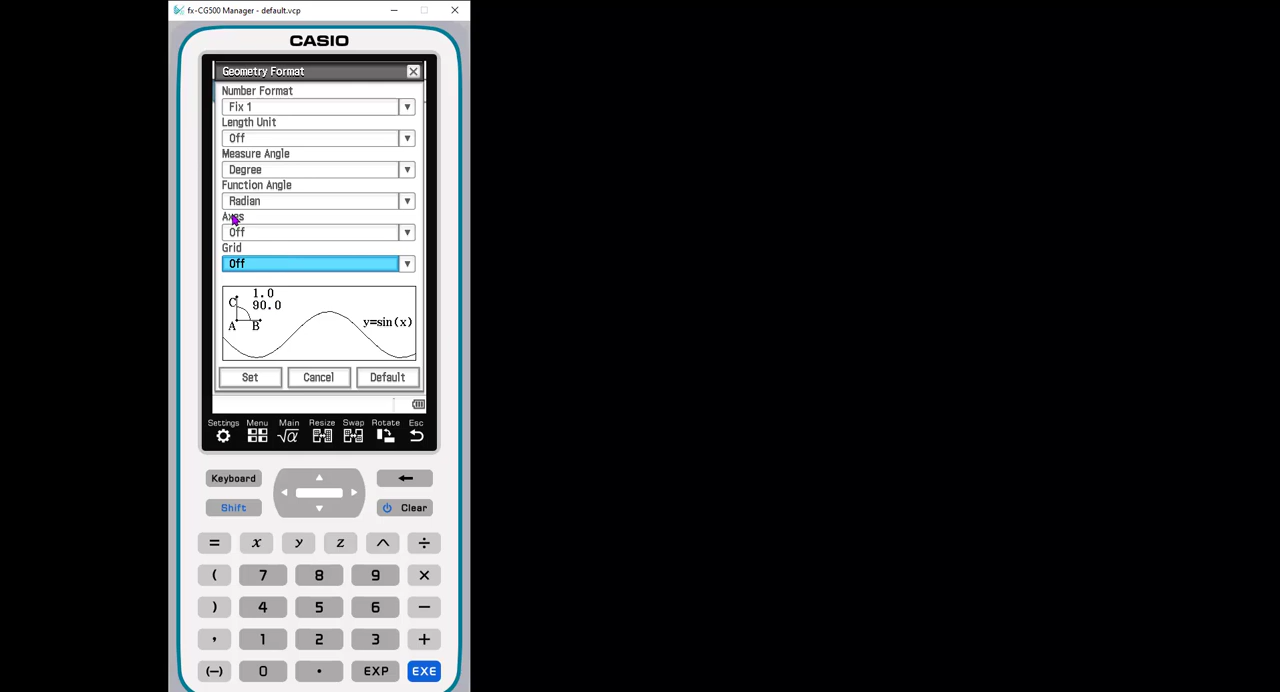 fx-CG500 Manager - default.vcp
CASIO
Geometry Format
Number Format
Fix 1
Length Unit
Off
Measure Angle
Degree
Function Angle
Radian
Axes
Off
Grid
Off
C 1.0
90.0
A B
y=sin(x)
Set Cancel Default
Settings Menu Main Resize Swap Rotate Esc
√α
Keyboard
Shift Clear
= x y z ^ ÷
( 7 8 9 ×
) 4 5 6 −
, 1 2 3 +
(−) 0 · EXP EXE